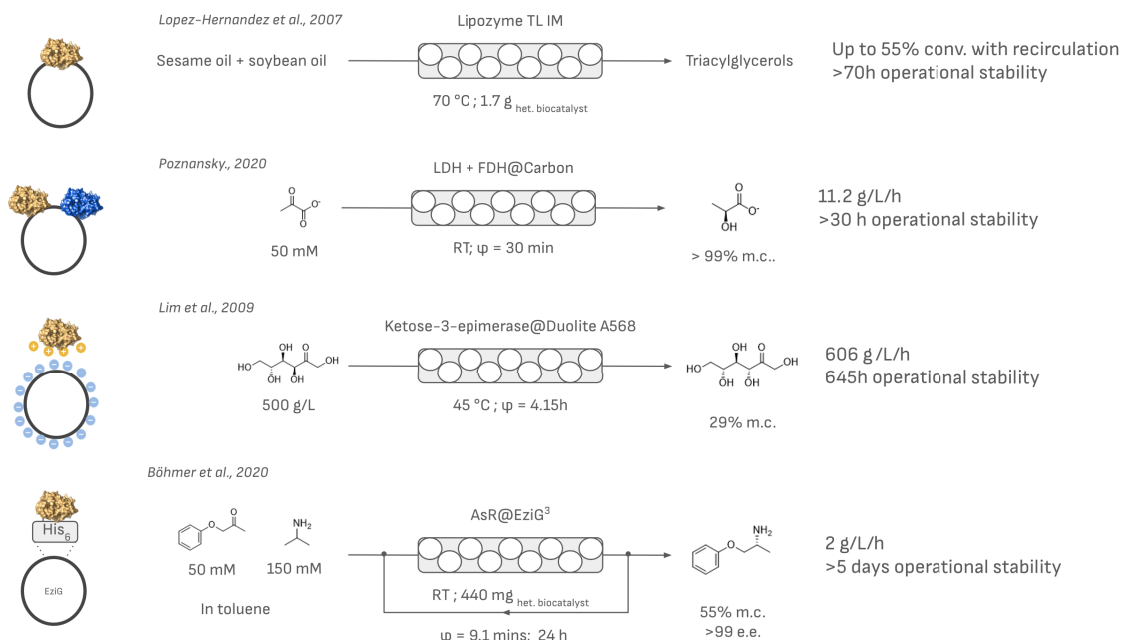 Lopez-Hernandez et al., 2007
Lipozyme TL IM
Sesame oil + soybean oil
Triacylglycerols
70 °C ; 1.7 g het. biocatalyst
Up to 55% conv. with recirculation
>70h operational stability
Poznansky., 2020
LDH + FDH@Carbon
O
O
O-
50 mM
RT; φ = 30 min
O
O-
OH
> 99% m.c..
11.2 g/L/h
>30 h operational stability
Lim et al., 2009
Ketose-3-epimerase@Duolite A568
OH O
HO OH
OH OH
500 g/L
45 °C ; φ = 4.15h
OH O
HO OH
OH OH
29% m.c.
606 g/L/h
645h operational stability
Böhmer et al., 2020
AsR@EziG3
His6
EziG
O
O
50 mM
NH2
150 mM
In toluene
RT ; 440 mg het. biocatalyst
φ = 9.1 mins; 24 h
NH2
O
55% m.c.
>99 e.e.
2 g/L/h
>5 days operational stability